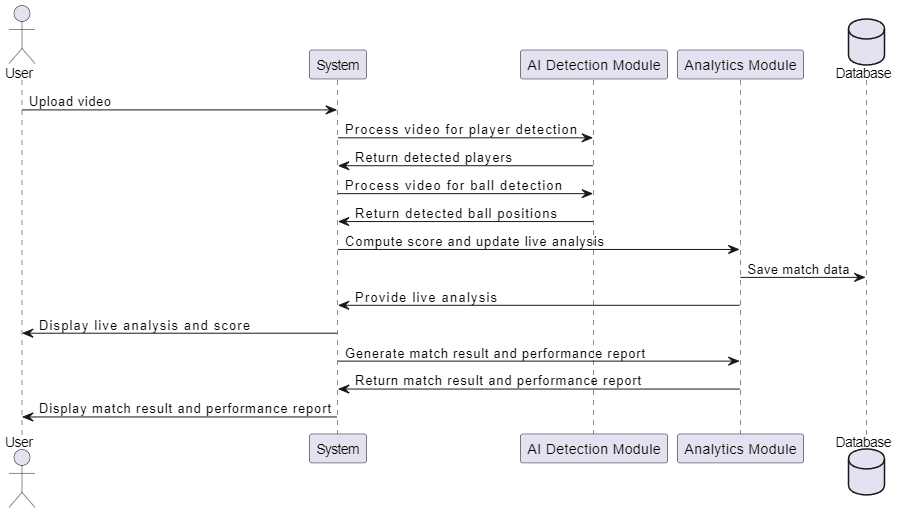 User
System
AI Detection Module
Analytics Module
Database
Upload video
Process video for player detection
Return detected players
Process video for ball detection
Return detected ball positions
Compute score and update live analysis
Save match data
Provide live analysis
Display live analysis and score
Generate match result and performance report
Return match result and performance report
Display match result and performance report
User
System
AI Detection Module
Analytics Module
Database